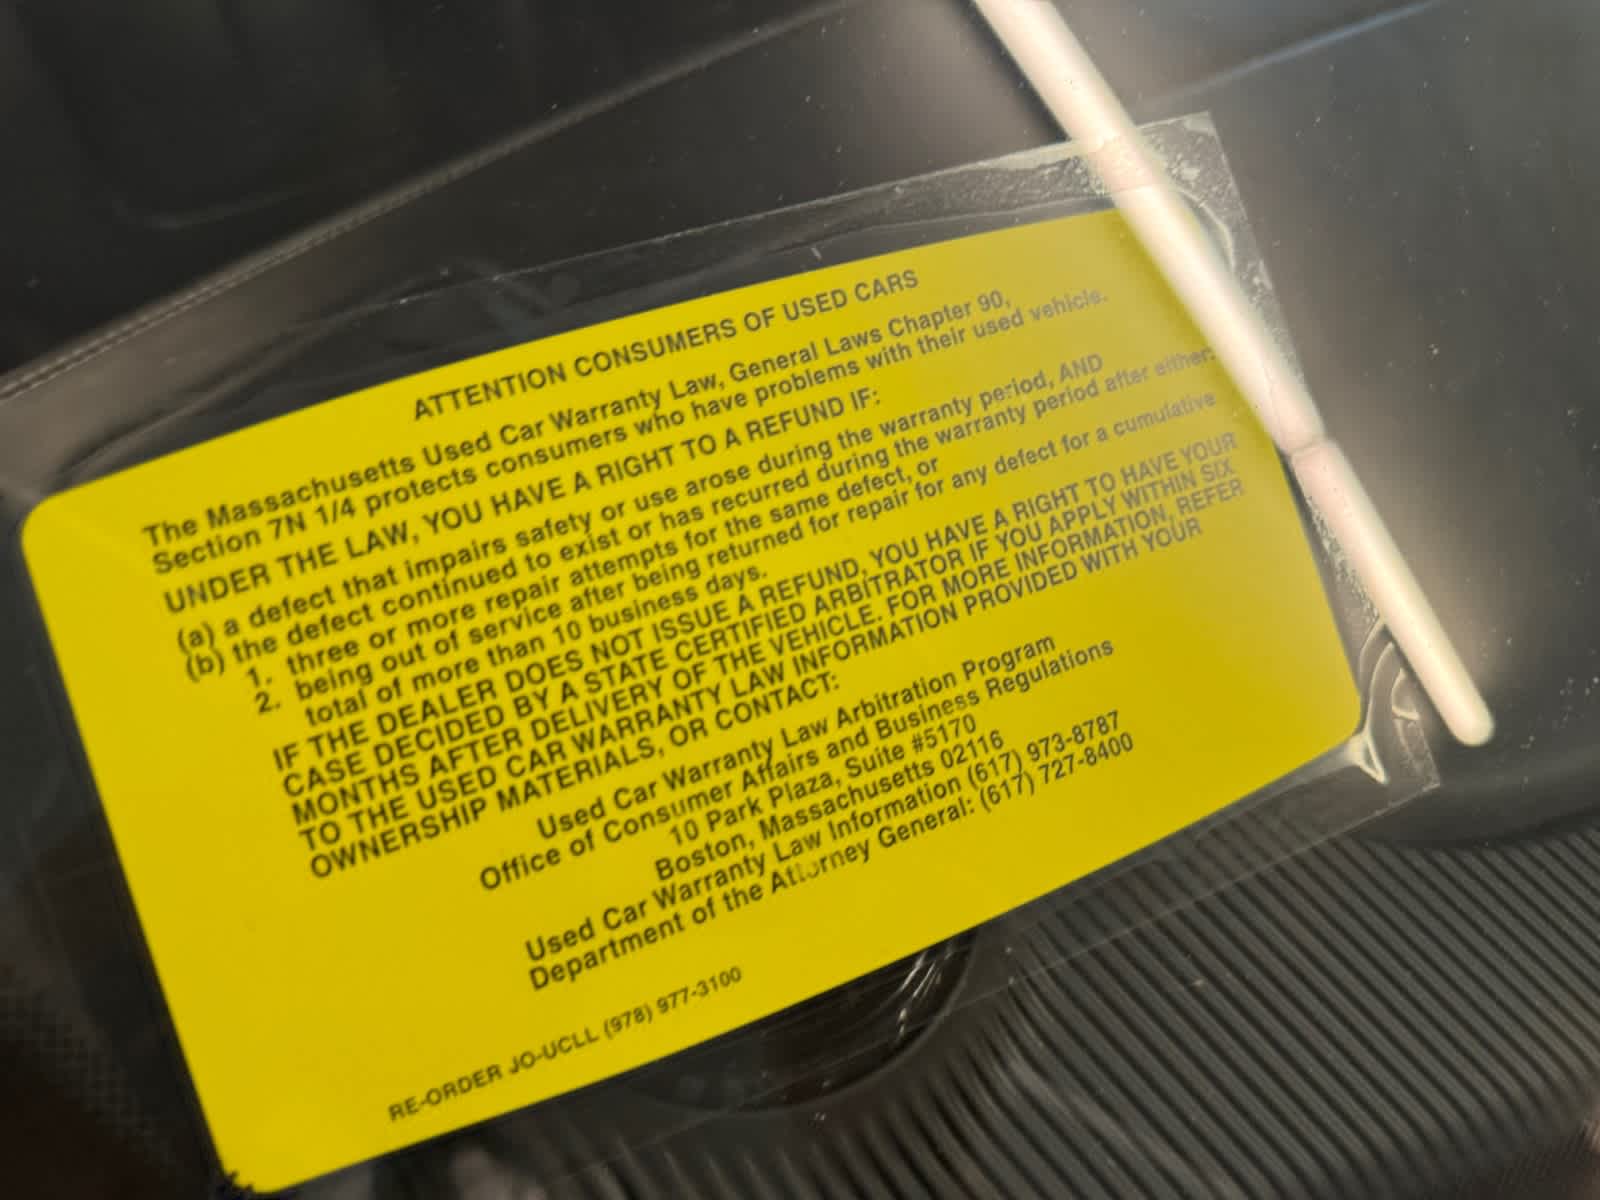 ATTENTION CONSUMERS OF USED CARS
The Massachusetts Used Car Warranty Law, General Laws Chapter 90,
Section 7N 1/4 protects consumers who have problems with their used vehicle.
UNDER THE LAW, YOU HAVE A RIGHT TO A REFUND IF:
(a) a defect that impairs safety or use arose during the warranty period, AND
(b) the defect continued to exist or has recurred during the warranty period after either:
1. three or more repair attempts for the same defect, or
2. being out of service after being returned for repair for any defect for a cumulative
total of more than 10 business days.
IF THE DEALER DOES NOT ISSUE A REFUND, YOU HAVE A RIGHT TO HAVE YOUR
CASE DECIDED BY A STATE CERTIFIED ARBITRATOR IF YOU APPLY WITHIN SIX
MONTHS AFTER DELIVERY OF THE VEHICLE. FOR MORE INFORMATION, REFER
TO THE USED CAR WARRANTY LAW INFORMATION PROVIDED WITH YOUR
OWNERSHIP MATERIALS, OR CONTACT:
Used Car Warranty Law Arbitration Program
Office of Consumer Affairs and Business Regulations
10 Park Plaza, Suite #5170
Boston, Massachusetts 02116
Used Car Warranty Law Information (617) 973-8787
Department of the Attorney General: (617) 727-8400
RE-ORDER JO-UCLL (978) 977-3100